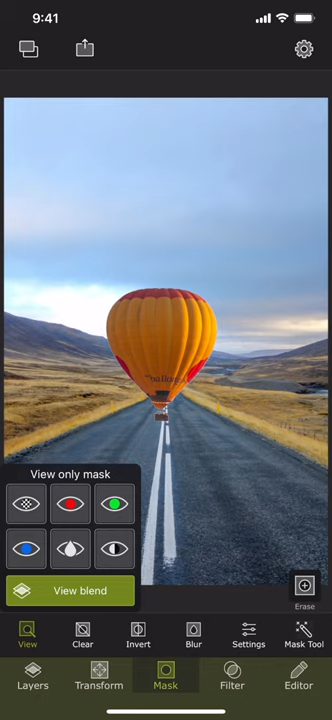 9:41
balloon
View only mask
View blend
Erase
View
Clear
Invert
Blur
Settings
Mask Tool
Layers
Transform
Mask
Filter
Editor